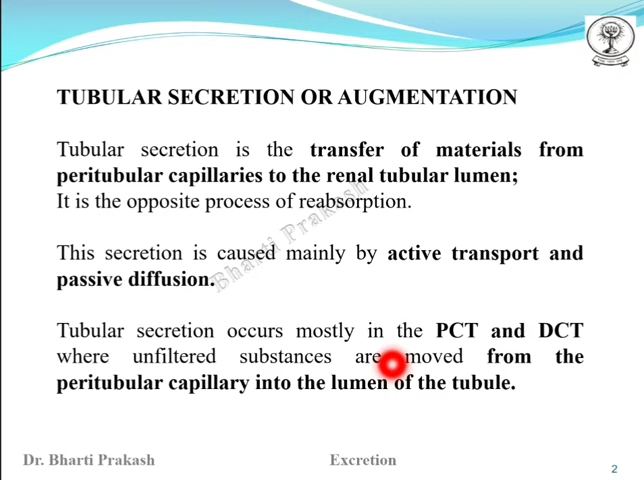 TUBULAR SECRETION OR AUGMENTATION
Tubular secretion is the transfer of materials from
peritubular capillaries to the renal tubular lumen;
It is the opposite process of reabsorption.
This secretion is caused mainly by active transport and
passive diffusion.
Tubular secretion occurs mostly in the PCT and DCT
where unfiltered substances are moved from the
peritubular capillary into the lumen of the tubule.
Bharti Prakash
Dr. Bharti Prakash
Excretion
2